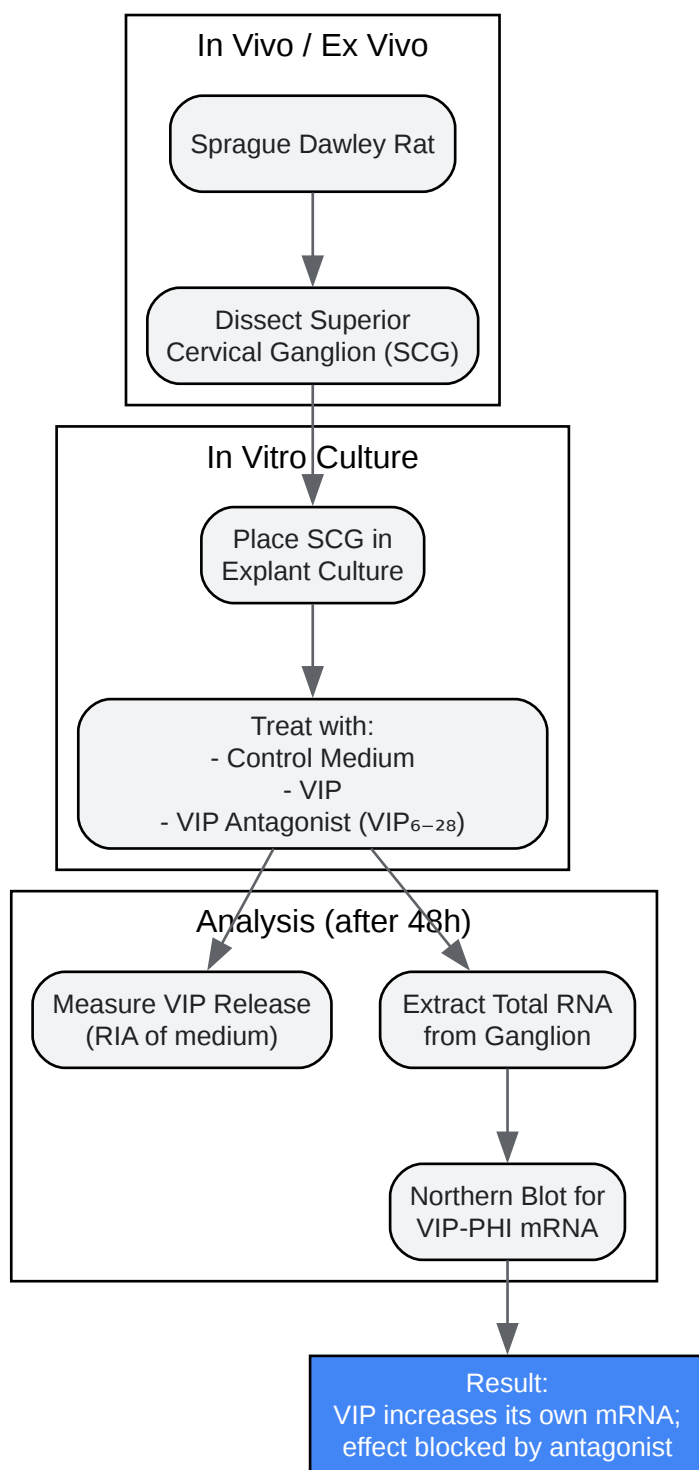 In Vivo / Ex Vivo
Sprague Dawley Rat
Dissect Superior
Cervical Ganglion (SCG)
In Vitro Culture
Place SCG in
Explant Culture
Treat with:
- Control Medium
- VIP
- VIP Antagonist (VIP₆₋₂₈)
Analysis (after 48h)
Measure VIP Release
(RIA of medium)
Extract Total RNA
from Ganglion
Northern Blot for
VIP-PHI mRNA
Result:
VIP increases its own mRNA;
effect blocked by antagonist